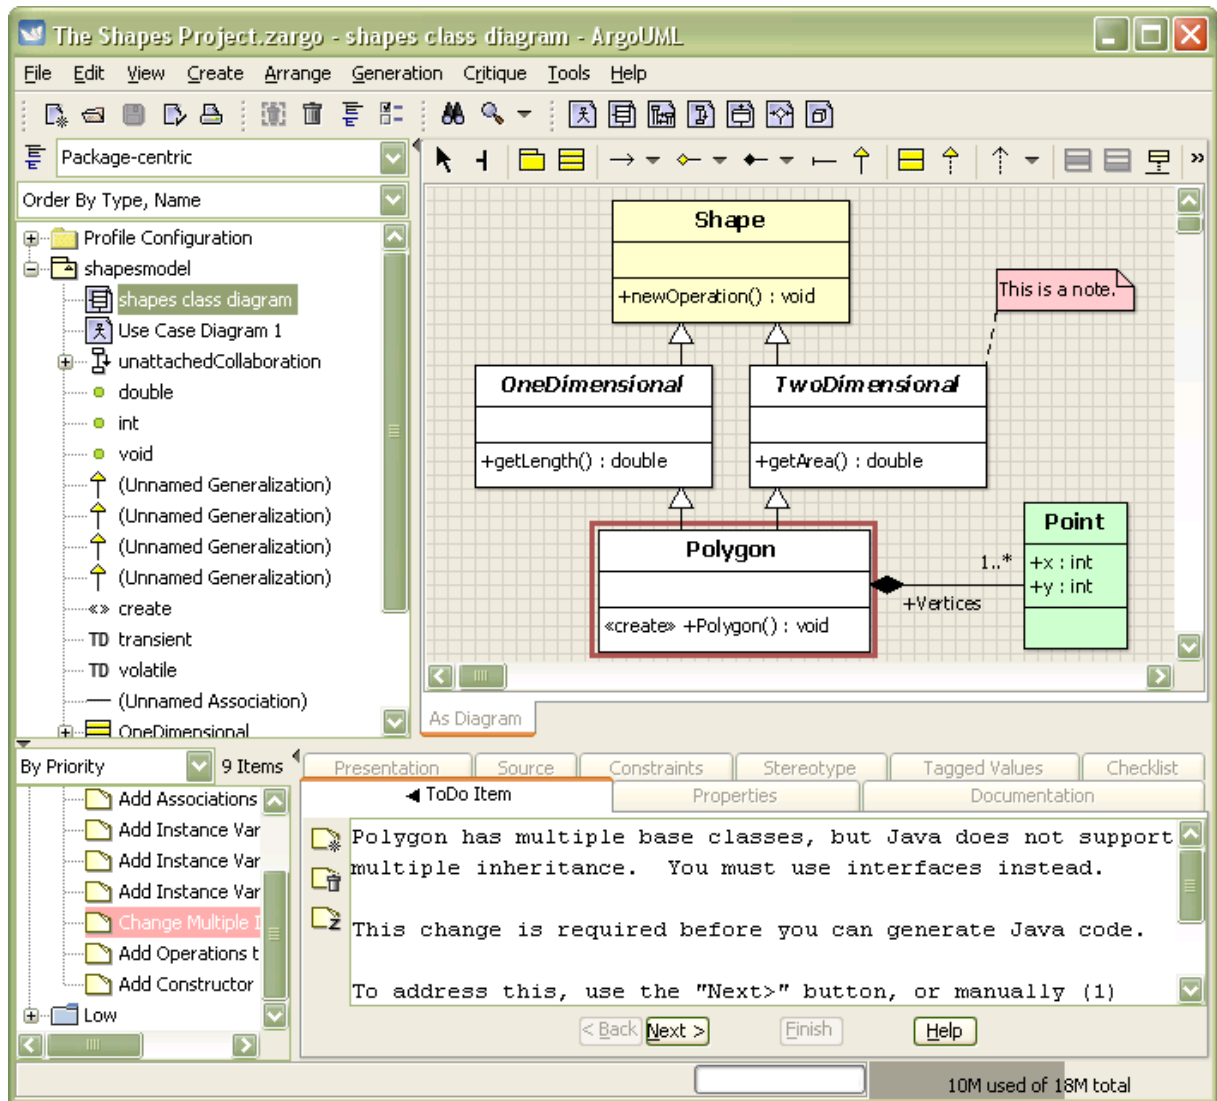 The Shapes Project.zargo - shapes class diagram - ArgoUML
File Edit View Create Arrange Generation Critique Tools Help
Package-centric
Order By Type, Name
Profile Configuration
shapesmodel
shapes class diagram
Use Case Diagram 1
unattachedCollaboration
double
int
void
(Unnamed Generalization)
(Unnamed Generalization)
(Unnamed Generalization)
(Unnamed Generalization)
«» create
TD transient
TD volatile
(Unnamed Association)
OneDimensional
Shape
+newOperation() : void
This is a note.
OneDimensional
+getLength() : double
TwoDimensional
+getArea() : double
Polygon
«create» +Polygon() : void
1..*
+Vertices
Point
+x : int
+y : int
As Diagram
By Priority
9 Items
Add Associations
Add Instance Var
Add Instance Var
Add Instance Var
Change Multiple I
Add Operations t
Add Constructor
Low
Presentation Source Constraints Stereotype Tagged Values Checklist
ToDo Item Properties Documentation
Polygon has multiple base classes, but Java does not support
multiple inheritance. You must use interfaces instead.
This change is required before you can generate Java code.
To address this, use the "Next>" button, or manually (1)
< Back Next > Finish Help
10M used of 18M total